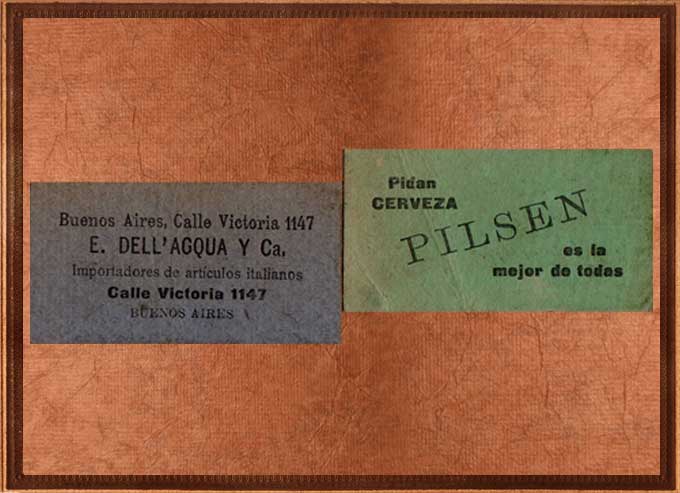 Buenos Aires, Calle Victoria 1147
E. DELL'AGQUA Y Ca.
Importadores de artículos italianos
Calle Victoria 1147
BUENOS AIRES
Pidan
CERVEZA
PILSEN
es la
mejor de todas